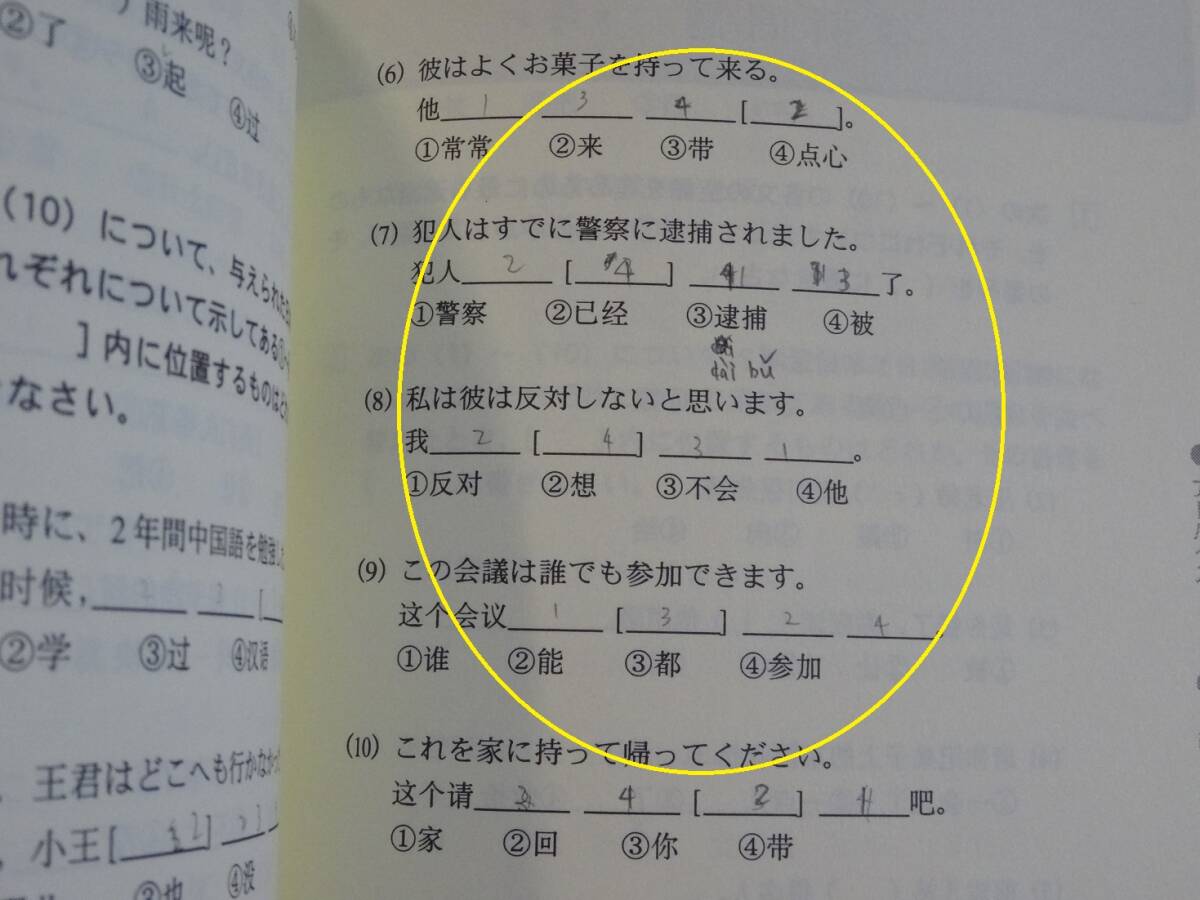 雨来呢？
②了
③起
④过
（10）について、与えられた
れぞれについて示してある①
］内に位置するものは
なさい。
時に、2年間中国語を勉強し
时候，
②学 ③过 ④汉语
王君はどこへも行かなか
小王[
③也 ④没
(6) 彼はよくお菓子を持って来る。
他 1 3 4 [ 2 ]。
①常常 ②来 ③带 ④点心
(7) 犯人はすでに警察に逮捕されました。
犯人 2 [ 4 ] 1 3 了。
①警察 ②已经 ③逮捕 ④被
dài bǔ
(8) 私は彼は反対しないと思います。
我 2 [ 4 ] 3 1 。
①反对 ②想 ③不会 ④他
(9) この会議は誰でも参加できます。
这个会议 1 [ 3 ] 2 4
①谁 ②能 ③都 ④参加
(10) これを家に持って帰ってください。
这个请 3 4 [ 2 ] 1 吧。
①家 ②回 ③你 ④带